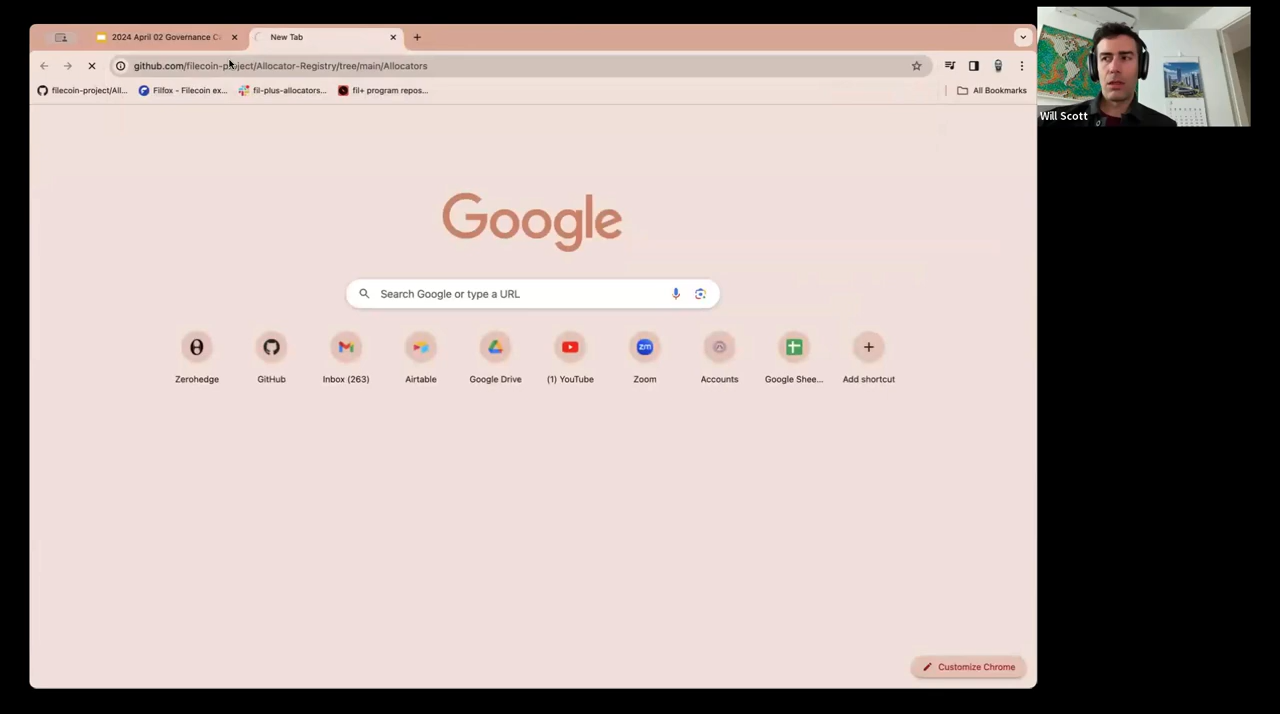 2024 April 02 Governance C
New Tab
github.com/filecoin-project/Allocator-Registry/tree/main/Allocators
filecoin-project/All...
Filfox - Filecoin ex...
fil-plus-allocators...
fil+ program repos...
All Bookmarks
Will Scott
Google
Search Google or type a URL
Zerohedge
GitHub
Inbox (263)
Airtable
Google Drive
(1) YouTube
zm
Zoom
Accounts
Google Shee...
Add shortcut
Customize Chrome